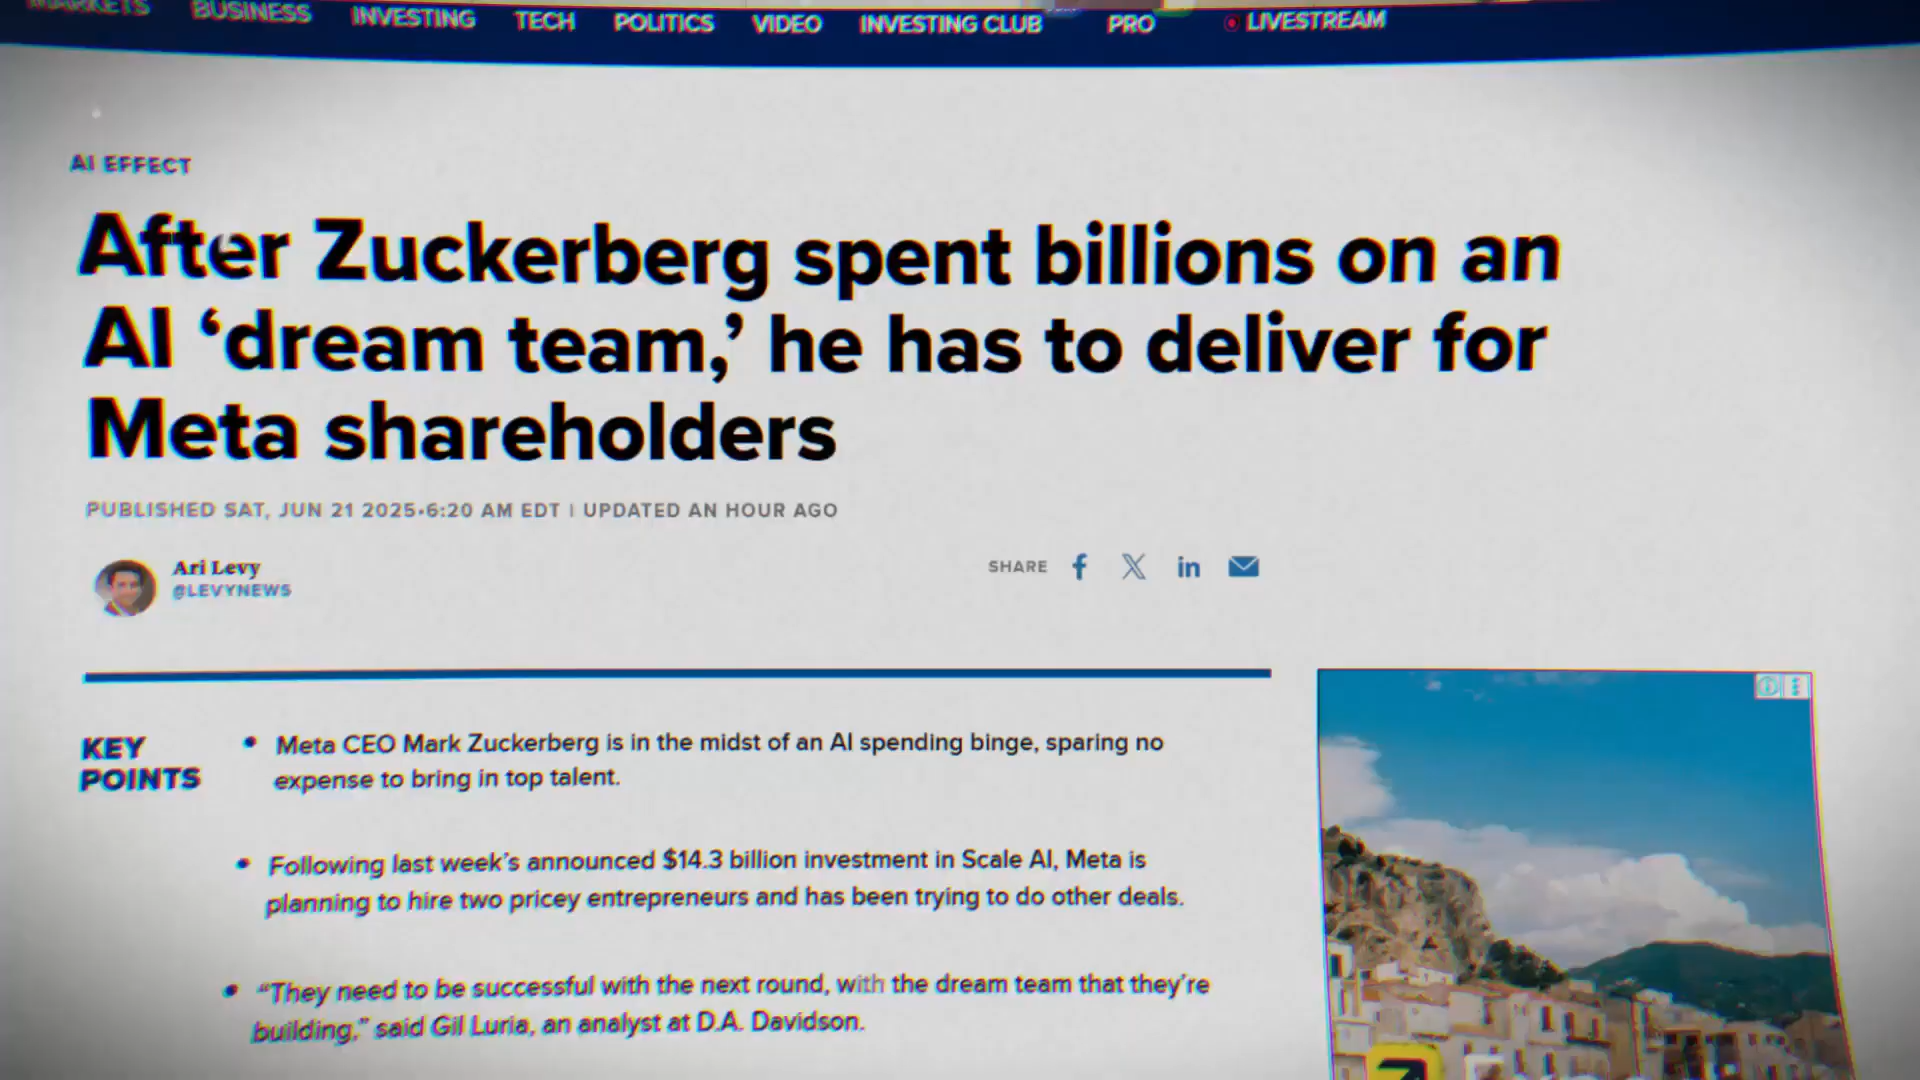 MARKETS BUSINESS INVESTING TECH POLITICS VIDEO INVESTING CLUB PRO LIVESTREAM
AI EFFECT
After Zuckerberg spent billions on an
AI ‘dream team,’ he has to deliver for
Meta shareholders
PUBLISHED SAT, JUN 21 2025•6:20 AM EDT | UPDATED AN HOUR AGO
Ari Levy
@LEVYNEWS
SHARE
KEY
POINTS
• Meta CEO Mark Zuckerberg is in the midst of an AI spending binge, sparing no
expense to bring in top talent.
• Following last week’s announced $14.3 billion investment in Scale AI, Meta is
planning to hire two pricey entrepreneurs and has been trying to do other deals.
• “They need to be successful with the next round, with the dream team that they’re
building,” said Gil Luria, an analyst at D.A. Davidson.